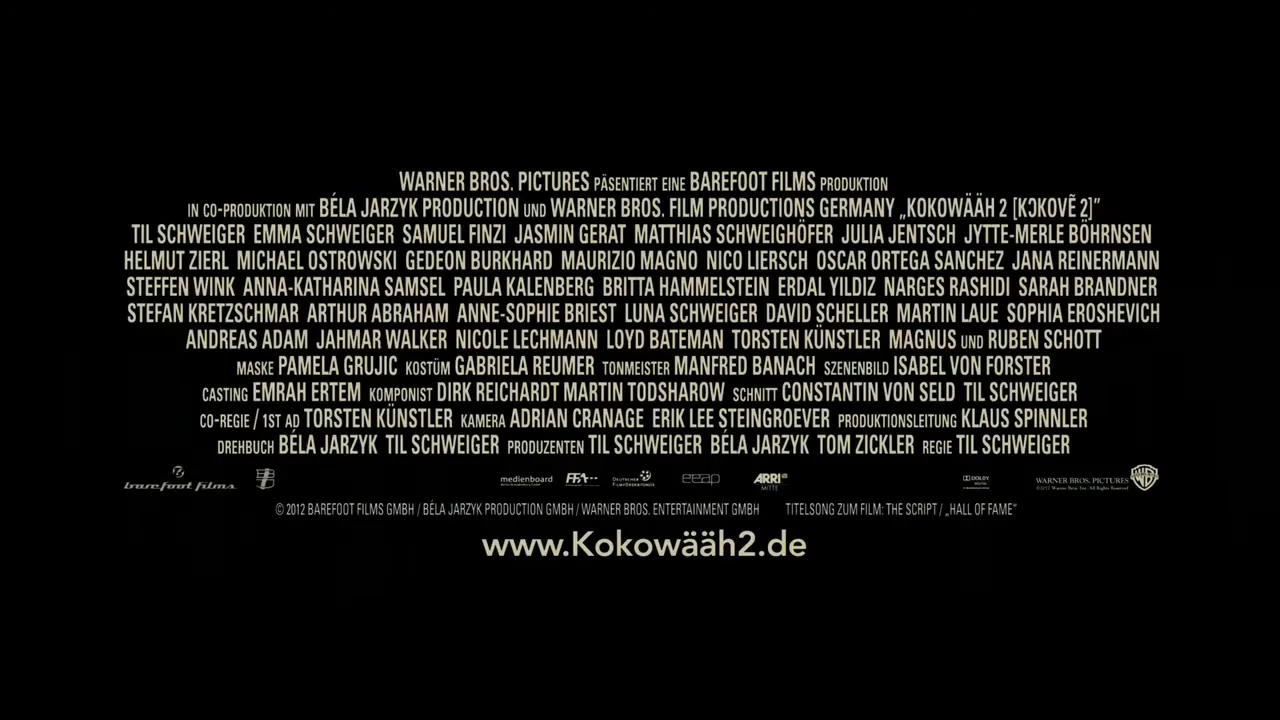 WARNER BROS. PICTURES PÄSENTIERT EINE BAREFOOT FILMS PRODUKTION
IN CO-PRODUKTION MIT BÉLA JARZYK PRODUCTION UND WARNER BROS. FILM PRODUCTIONS GERMANY „KOKOWÄÄH 2 [KƆKOVẼ 2]”
TIL SCHWEIGER EMMA SCHWEIGER SAMUEL FINZI JASMIN GERAT MATTHIAS SCHWEIGHÖFER JULIA JENTSCH JYTTE-MERLE BÖHRNSEN
HELMUT ZIERL MICHAEL OSTROWSKI GEDEON BURKHARD MAURIZIO MAGNO NICO LIERSCH OSCAR ORTEGA SANCHEZ JANA REINERMANN
STEFFEN WINK ANNA-KATHARINA SAMSEL PAULA KALENBERG BRITTA HAMMELSTEIN ERDAL YILDIZ NARGES RASHIDI SARAH BRANDNER
STEFAN KRETZSCHMAR ARTHUR ABRAHAM ANNE-SOPHIE BRIEST LUNA SCHWEIGER DAVID SCHELLER MARTIN LAUE SOPHIA EROSHEVICH
ANDREAS ADAM JAHMAR WALKER NICOLE LECHMANN LOYD BATEMAN TORSTEN KÜNSTLER MAGNUS UND RUBEN SCHOTT
MASKE PAMELA GRUJIC KOSTÜM GABRIELA REUMER TONMEISTER MANFRED BANACH SZENENBILD ISABEL VON FORSTER
CASTING EMRAH ERTEM KOMPONIST DIRK REICHARDT MARTIN TODSHAROW SCHNITT CONSTANTIN VON SELD TIL SCHWEIGER
CO-REGIE / 1ST AD TORSTEN KÜNSTLER KAMERA ADRIAN CRANAGE ERIK LEE STEINGROEVER PRODUKTIONSLEITUNG KLAUS SPINNLER
DREHBUCH BÉLA JARZYK TIL SCHWEIGER PRODUZENTEN TIL SCHWEIGER BÉLA JARZYK TOM ZICKLER REGIE TIL SCHWEIGER
barefoot films medienboard FFA DEUTSCHER FILMFÖRDERFONDS eeap ARRI MITTE DOLBY DIGITAL WARNER BROS. PICTURES
© 2012 BAREFOOT FILMS GMBH / BÉLA JARZYK PRODUCTION GMBH / WARNER BROS. ENTERTAINMENT GMBH TITELSONG ZUM FILM: THE SCRIPT / „HALL OF FAME”
www.Kokowääh2.de